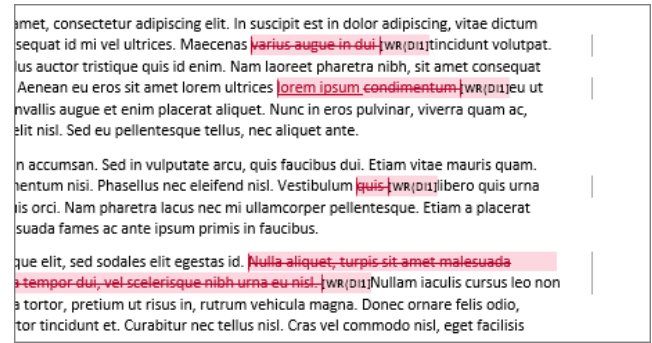 amet, consectetur adipiscing elit. In suscipit est in dolor adipiscing, vitae dictum
sequat id mi vel ultrices. Maecenas varius augue in dui [WR(DI1]tincidunt volutpat.
lus auctor tristique quis id enim. Nam laoreet pharetra nibh, sit amet consequat
Aenean eu eros sit amet lorem ultrices lorem ipsum condimentum [WR(DI1]eu ut
nvallis augue et enim placerat aliquet. Nunc in eros pulvinar, viverra quam ac,
elit nisl. Sed eu pellentesque tellus, nec aliquet ante.
n accumsan. Sed in vulputate arcu, quis faucibus dui. Etiam vitae mauris quam.
nentum nisi. Phasellus nec eleifend nisl. Vestibulum quis [WR(DI1]libero quis urna
uis orci. Nam pharetra lacus nec mi ullamcorper pellentesque. Etiam a placerat
suada fames ac ante ipsum primis in faucibus.
que elit, sed sodales elit egestas id. Nulla aliquet, turpis sit amet malesuada
a tempor dui, vel scelerisque nibh urna eu nisl. [WR(DI1]Nullam iaculis cursus leo non
a tortor, pretium ut risus in, rutrum vehicula magna. Donec ornare felis odio,
tor tincidunt et. Curabitur nec tellus nisl. Cras vel commodo nisl, eget facilisis